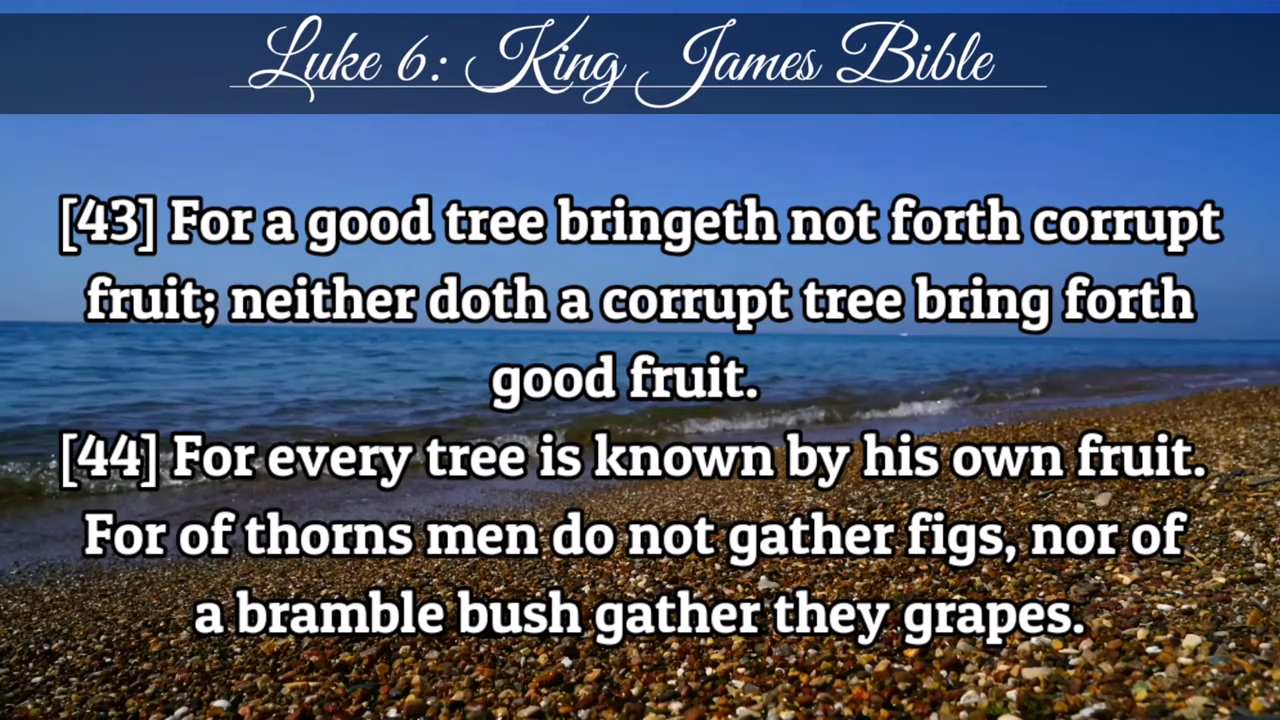 Luke 6: King James Bible
[43] For a good tree bringeth not forth corrupt
fruit; neither doth a corrupt tree bring forth
good fruit.
[44] For every tree is known by his own fruit.
For of thorns men do not gather figs, nor of
a bramble bush gather they grapes.